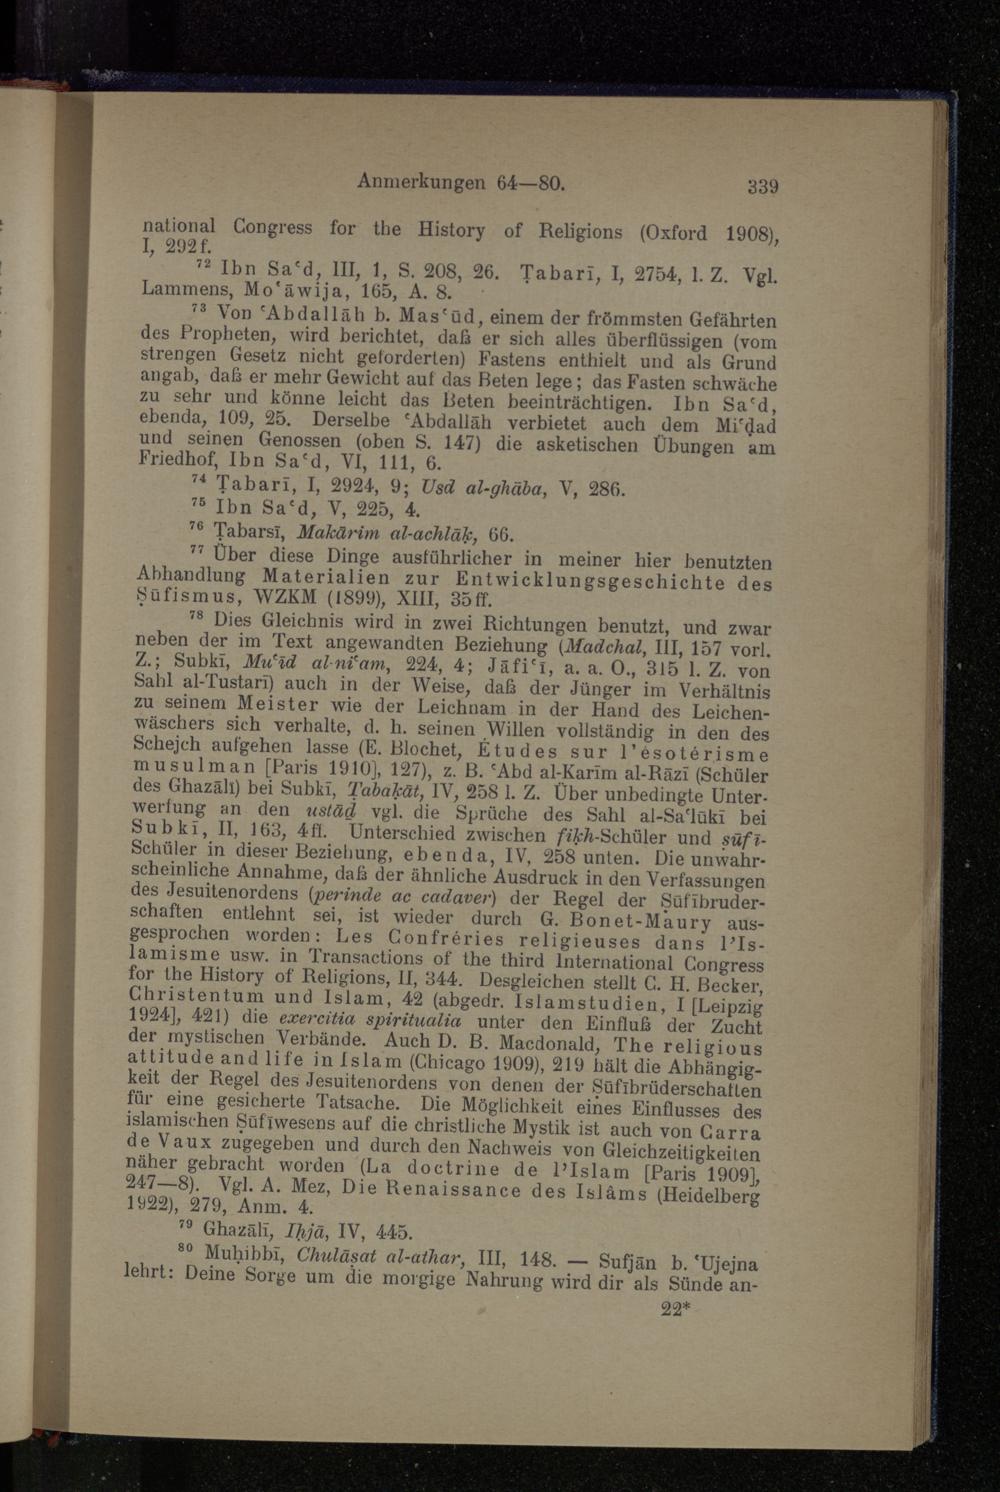 Anmerkungen 64—80. 339
national Congress for the History of Religions (Oxford 1908),
I, 292 f.
72 Ibn Saʿd, III, 1, S. 208, 26. Ṭabarī, I, 2754, l. Z. Vgl.
Lammens, Moʿāwija, 165, A. 8.
73 Von ʿAbdallāh b. Masʿūd, einem der frömmsten Gefährten
des Propheten, wird berichtet, daß er sich alles überflüssigen (vom
strengen Gesetz nicht geforderten) Fastens enthielt und als Grund
angab, daß er mehr Gewicht auf das Beten lege; das Fasten schwäche
zu sehr und könne leicht das Beten beeinträchtigen. Ibn Saʿd,
ebenda, 109, 25. Derselbe ʿAbdallāh verbietet auch dem Miʿḍad
und seinen Genossen (oben S. 147) die asketischen Übungen am
Friedhof, Ibn Saʿd, VI, 111, 6.
74 Ṭabarī, I, 2924, 9; Usd al-ghāba, V, 286.
75 Ibn Saʿd, V, 225, 4.
76 Ṭabarsī, Makārim al-achlāḳ, 66.
77 Über diese Dinge ausführlicher in meiner hier benutzten
Abhandlung Materialien zur Entwicklungsgeschichte des
Ṣūfismus, WZKM (1899), XIII, 35 ff.
78 Dies Gleichnis wird in zwei Richtungen benutzt, und zwar
neben der im Text angewandten Beziehung (Madchal, III, 157 vorl.
Z.; Subkī, Muʿīd al-niʿam, 224, 4; Jāfiʿī, a. a. O., 315 l. Z. von
Sahl al-Tustarī) auch in der Weise, daß der Jünger im Verhältnis
zu seinem Meister wie der Leichnam in der Hand des Leichen-
wäschers sich verhalte, d. h. seinen Willen vollständig in den des
Schejch aufgehen lasse (E. Blochet, Études sur l'ésotérisme
musulman [Paris 1910], 127), z. B. ʿAbd al-Karīm al-Rāzī (Schüler
des Ghazālī) bei Subkī, Ṭabaḳāt, IV, 258 l. Z. Über unbedingte Unter-
werfung an den ustāḏ vgl. die Sprüche des Sahl al-Saʿlūkī bei
Subkī, II, 163, 4 ff. Unterschied zwischen fiḳh-Schüler und ṣūfī-
Schüler in dieser Beziehung, ebenda, IV, 258 unten. Die unwahr-
scheinliche Annahme, daß der ähnliche Ausdruck in den Verfassungen
des Jesuitenordens (perinde ac cadaver) der Regel der Ṣūfībruder-
schaften entlehnt sei, ist wieder durch G. Bonet-Maury aus-
gesprochen worden: Les Confréries religieuses dans l'Is-
lamisme usw. in Transactions of the third International Congress
for the History of Religions, II, 344. Desgleichen stellt C. H. Becker,
Christentum und Islam, 42 (abgedr. Islamstudien, I [Leipzig
1924], 421) die exercitia spiritualia unter den Einfluß der Zucht
der mystischen Verbände. Auch D. B. Macdonald, The religious
attitude and life in Islam (Chicago 1909), 219 hält die Abhängig-
keit der Regel des Jesuitenordens von denen der Ṣūfībrüderschaften
für eine gesicherte Tatsache. Die Möglichkeit eines Einflusses des
islamischen Ṣūfīwesens auf die christliche Mystik ist auch von Carra
de Vaux zugegeben und durch den Nachweis von Gleichzeitigkeiten
näher gebracht worden (La doctrine de l'Islam [Paris 1909],
247—8). Vgl. A. Mez, Die Renaissance des Islâms (Heidelberg
1922), 279, Anm. 4.
79 Ghazālī, Iḥjā, IV, 445.
80 Muḥibbī, Chulāṣat al-athar, III, 148. — Sufjān b. ʿUjejna
lehrt: Deine Sorge um die morgige Nahrung wird dir als Sünde an-
22*